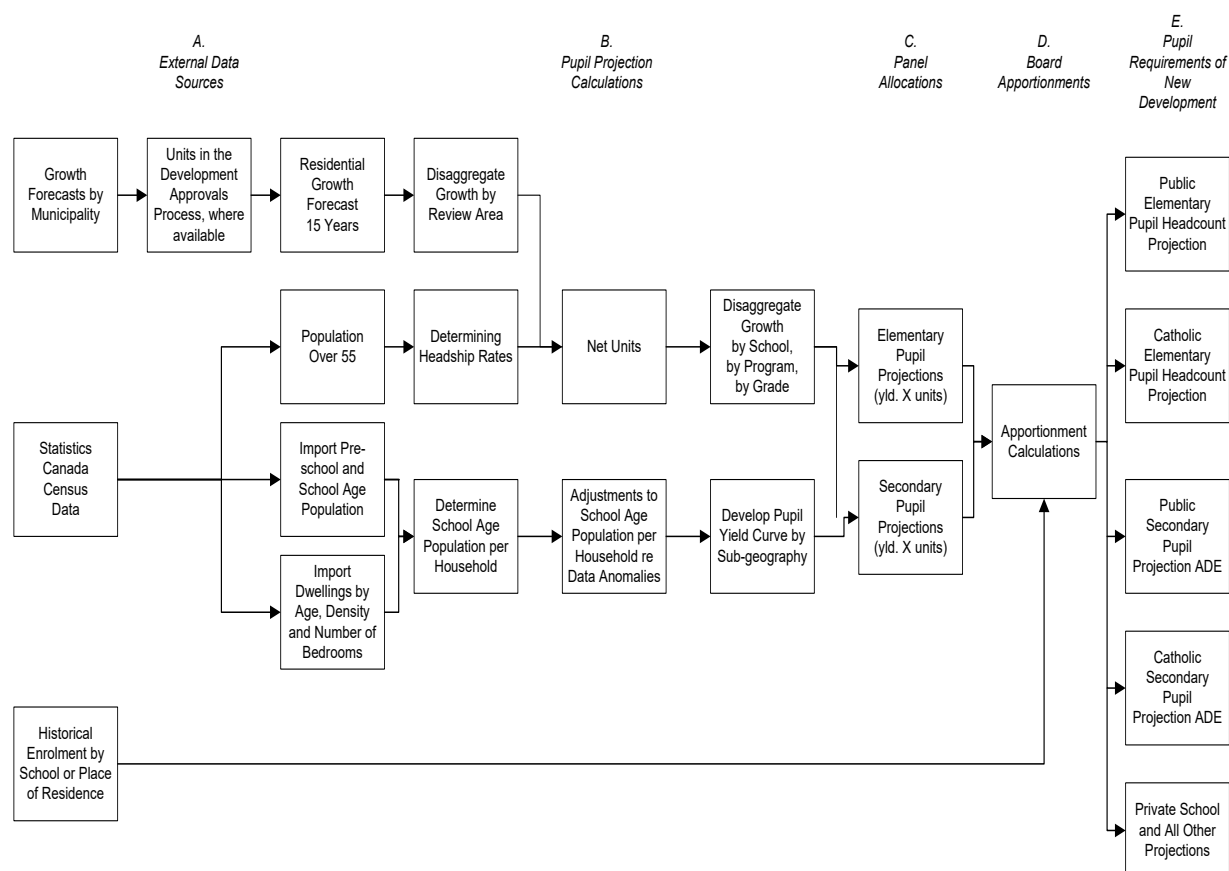 A.
External Data
Sources
B.
Pupil Projection
Calculations
C.
Panel
Allocations
D.
Board
Apportionments
E.
Pupil
Requirements of
New
Development
Growth
Forecasts by
Municipality
Units in the
Development
Approvals
Process, where
available
Residential
Growth
Forecast
15 Years
Disaggregate
Growth by
Review Area
Public
Elementary
Pupil Headcount
Projection
Population
Over 55
Determining
Headship Rates
Net Units
Disaggregate
Growth
by School,
by Program,
by Grade
Elementary
Pupil
Projections
(yld. X units)
Catholic
Elementary
Pupil Headcount
Projection
Statistics
Canada
Census
Data
Import Pre-
school and
School Age
Population
Apportionment
Calculations
Determine
School Age
Population per
Household
Adjustments to
School Age
Population per
Household re
Data Anomalies
Develop Pupil
Yield Curve by
Sub-geography
Secondary
Pupil
Projections
(yld. X units)
Public
Secondary
Pupil
Projection ADE
Import
Dwellings by
Age, Density
and Number of
Bedrooms
Catholic
Secondary
Pupil
Projection ADE
Historical
Enrolment by
School or Place
of Residence
Private School
and All Other
Projections